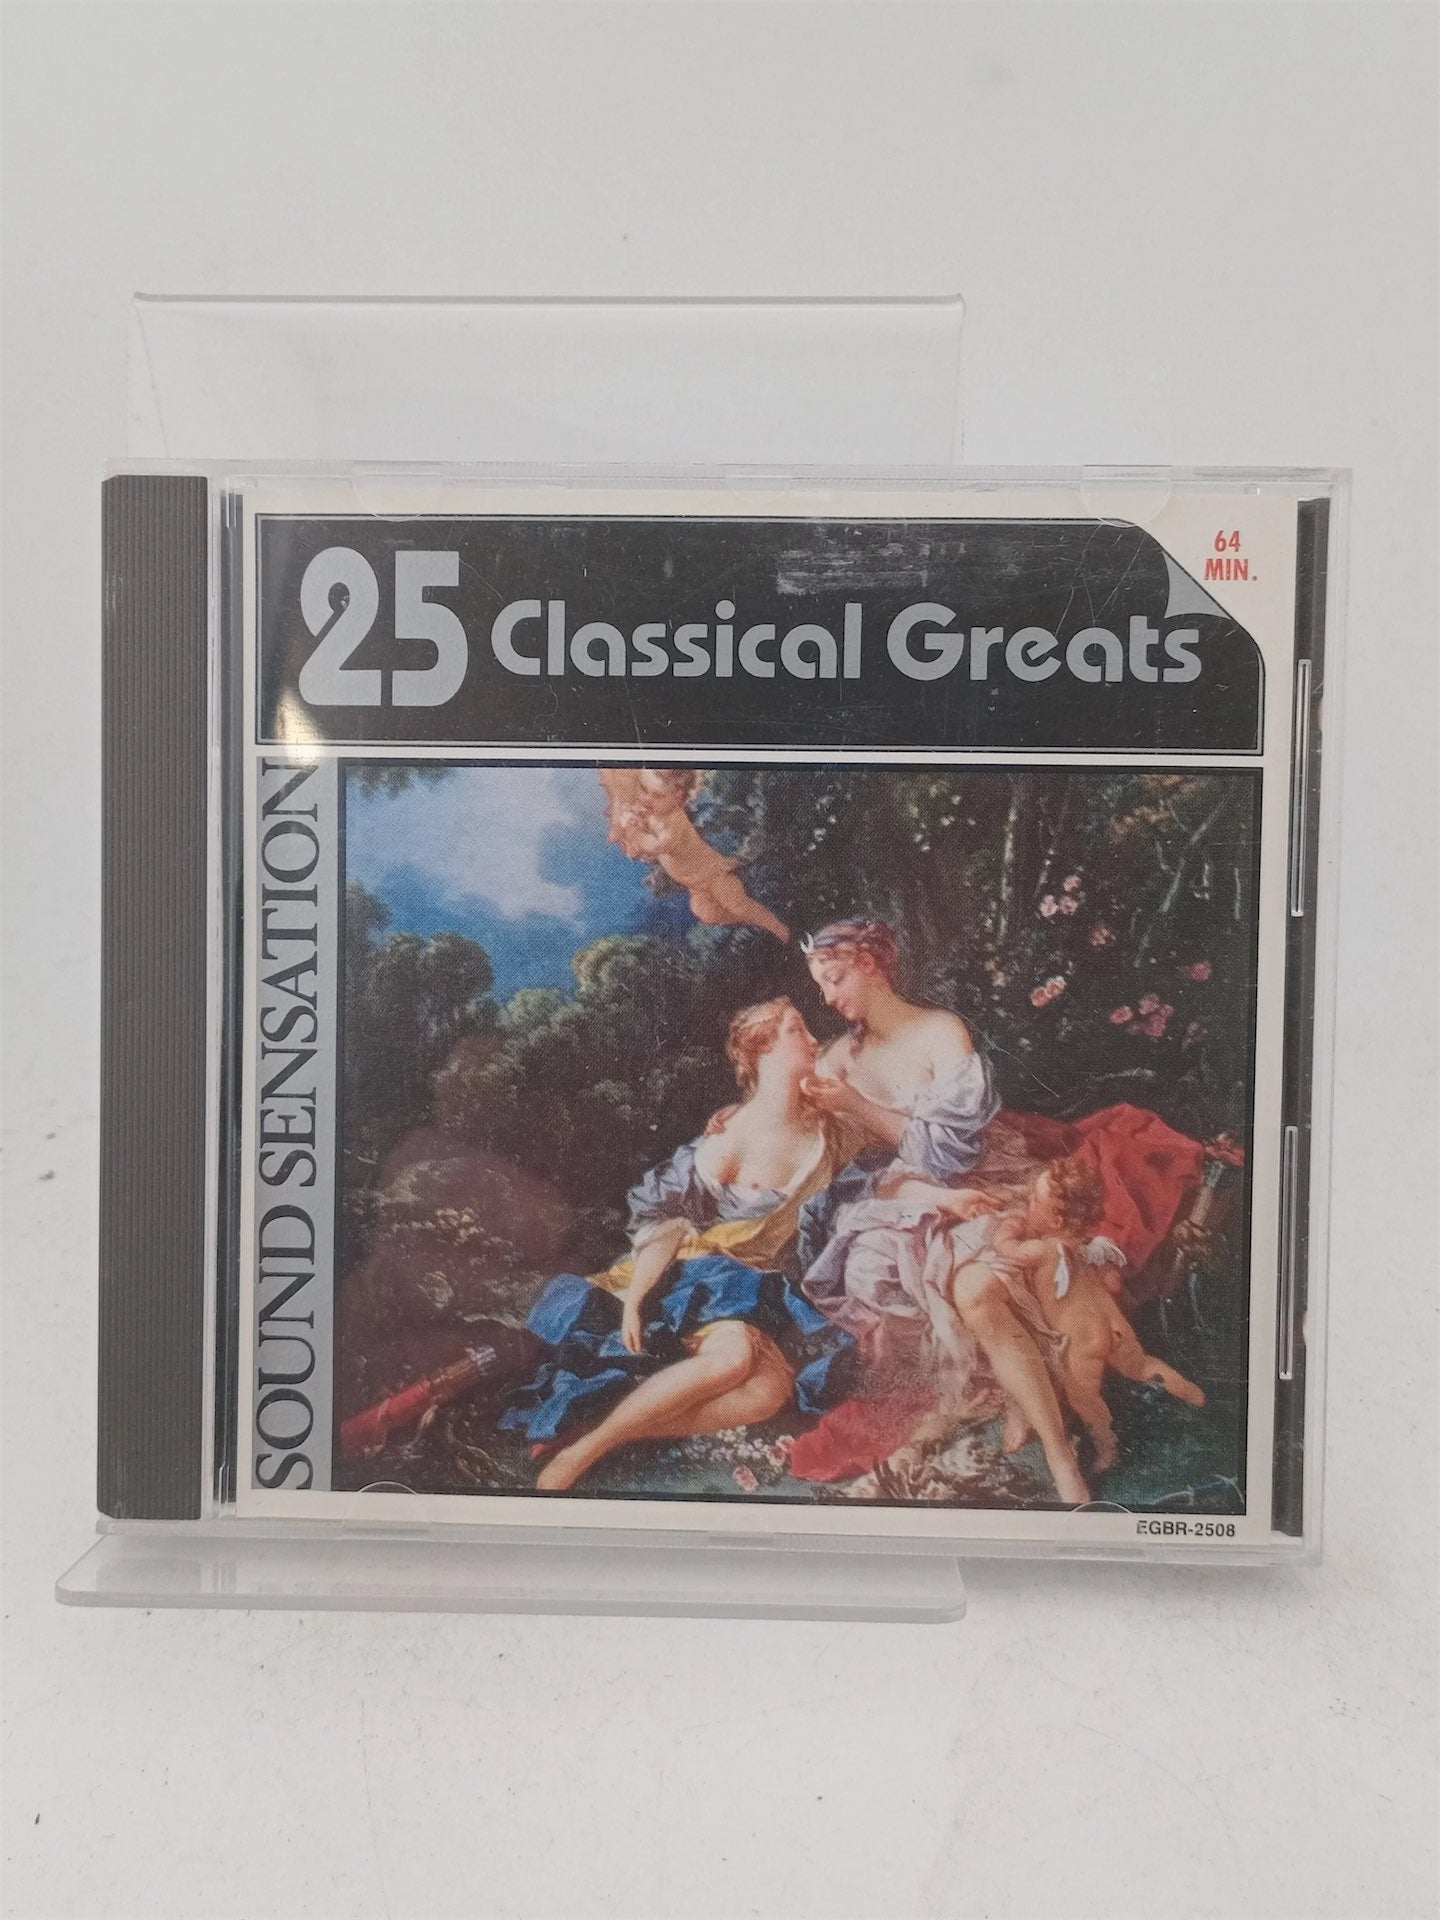 64
MIN.
25 Classical Greats
SOUND SENSATION
EGBR-2508